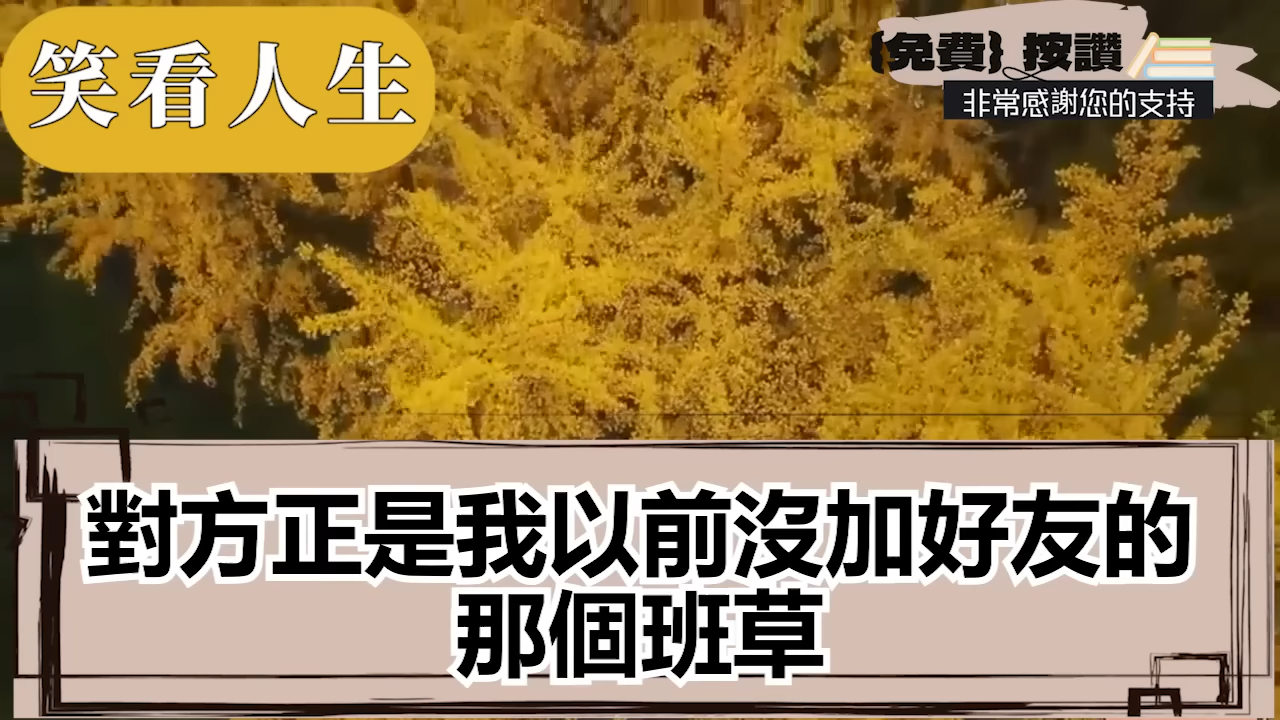 笑看人生
{免費} 按讚
非常感謝您的支持
對方正是我以前沒加好友的
那個班草